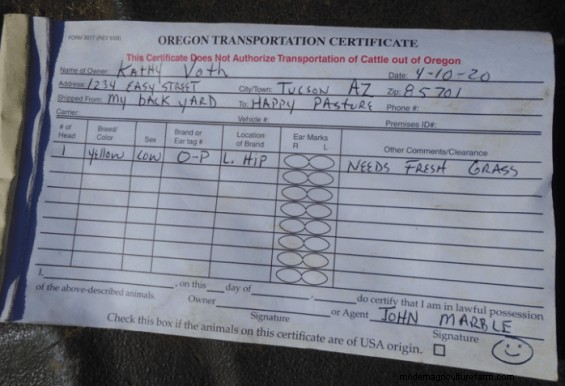 FORM 3017 (REV 9/08)
OREGON TRANSPORTATION CERTIFICATE
This Certificate Does Not Authorize Transportation of Cattle out of Oregon
Name of Owner: KATHY Voth Date: 4-10-20
Address: 1234 EASY STREET City/Town: TUCSON AZ Zip: 85701
Shipped From: My BACK YARD To: HAPPY PASTURE Phone #:
Carrier: Vehicle #: Premises ID#:
# of Head Breed/Color Sex Brand or Ear tag # Location of Brand Ear Marks R L Other Comments/Clearance
1 yellow Cow O-P L. HIP NEEDS FRESH GRASS
I, , on this day of , do certify that I am in lawful possession
of the above-described animals. Owner or Agent JOHN MARBLE
Signature Signature
Check this box if the animals on this certificate are of USA origin.
modernagriculturefarm.com